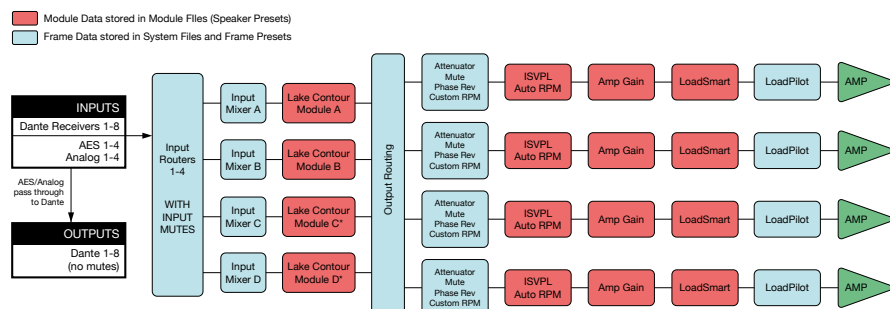 Module Data stored in Module FIles (Speaker Presets)
Frame Data stored in System Files and Frame Presets
INPUTS
Dante Receivers 1-8
AES 1-4
Analog 1-4
AES/Analog
pass through
to Dante
OUTPUTS
Dante 1-8
(no mutes)
Input
Routers
1-4
WITH
INPUT
MUTES
Input
Mixer A
Lake Contour
Module A
Input
Mixer B
Lake Contour
Module B
Input
Mixer C
Lake Contour
Module C*
Input
Mixer D
Lake Contour
Module D*
Output Routing
Attenuator
Mute
Phase Rev
Custom RPM
ISVPL
Auto RPM
Amp Gain
LoadSmart
LoadPilot
AMP
Attenuator
Mute
Phase Rev
Custom RPM
ISVPL
Auto RPM
Amp Gain
LoadSmart
LoadPilot
AMP
Attenuator
Mute
Phase Rev
Custom RPM
ISVPL
Auto RPM
Amp Gain
LoadSmart
LoadPilot
AMP
Attenuator
Mute
Phase Rev
Custom RPM
ISVPL
Auto RPM
Amp Gain
LoadSmart
LoadPilot
AMP